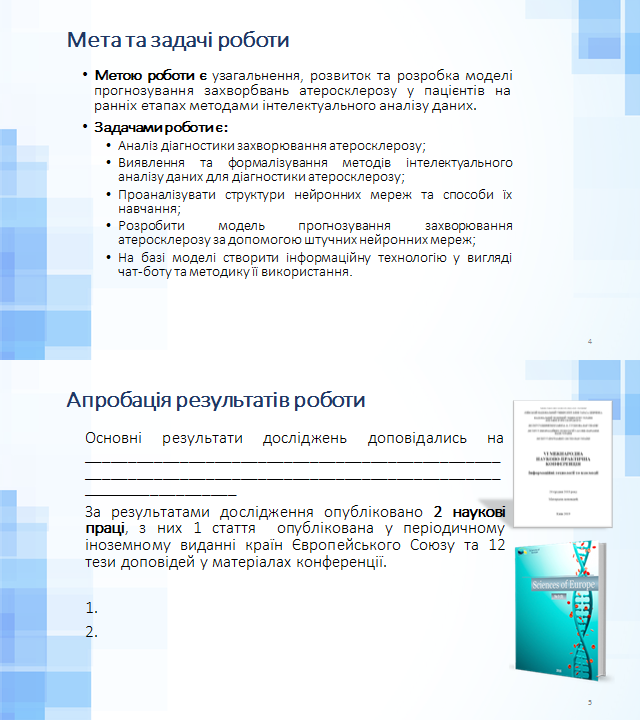 Мета та задачі роботи
• Метою роботи є узагальнення, розвиток та розробка моделі
прогнозування захворбвань атеросклерозу у пацієнтів на
ранніх етапах методами інтелектуального аналізу даних.
• Задачами роботи є:
• Аналіз діагностики захворювання атеросклерозу;
• Виявлення та формалізування методів інтелектуального
аналізу даних для діагностики атеросклерозу;
• Проаналізувати структури нейронних мереж та способи їх
навчання;
• Розробити модель прогнозування захворювання
атеросклерозу за допомогою штучних нейронних мереж;
• На базі моделі створити інформаційну технологію у вигляді
чат-боту та методику її використання.
4
Апробація результатів роботи
Основні результати досліджень доповідались на
За результатами дослідження опубліковано 2 наукові
праці, з них 1 стаття опублікована у періодичному
іноземному виданні країн Європейського Союзу та 12
тези доповідей у матеріалах конференції.
1.
2.
VI МІЖНАРОДНА
НАУКОВО-ПРАКТИЧНА
КОНФЕРЕНЦІЯ
Sciences of Europe
5